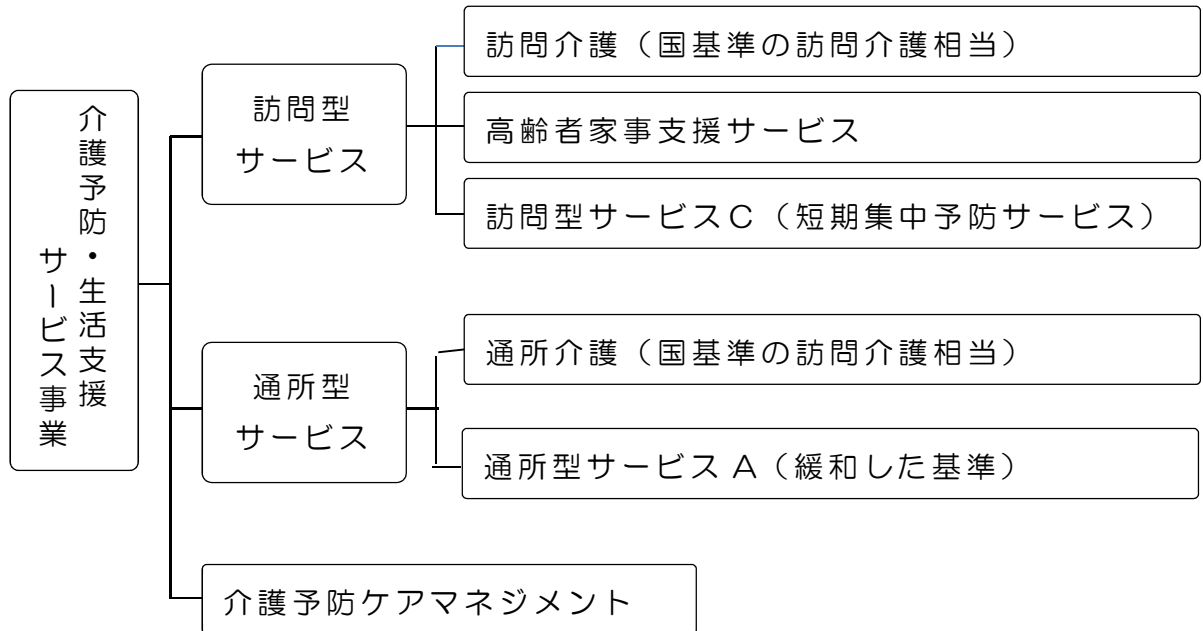 介護予防・生活支援
サービス事業
訪問型
サービス
訪問介護（国基準の訪問介護相当）
高齢者家事支援サービス
訪問型サービスC（短期集中予防サービス）
通所型
サービス
通所介護（国基準の訪問介護相当）
通所型サービス A（緩和した基準）
介護予防ケアマネジメント